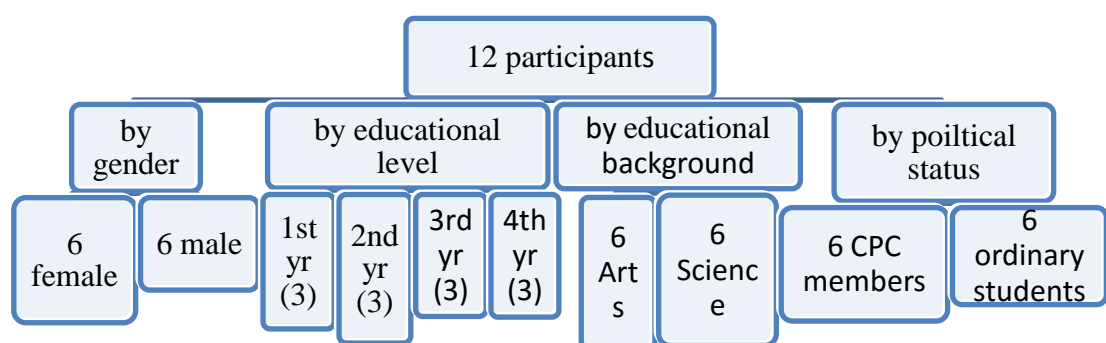 12 participants
by
gender
by educational
level
by educational
background
by poiltical
status
6
female
6 male
1st
yr
(3)
2nd
yr
(3)
3rd
yr
(3)
4th
yr
(3)
6
Art
s
6
Scienc
e
6 CPC
members
6
ordinary
students